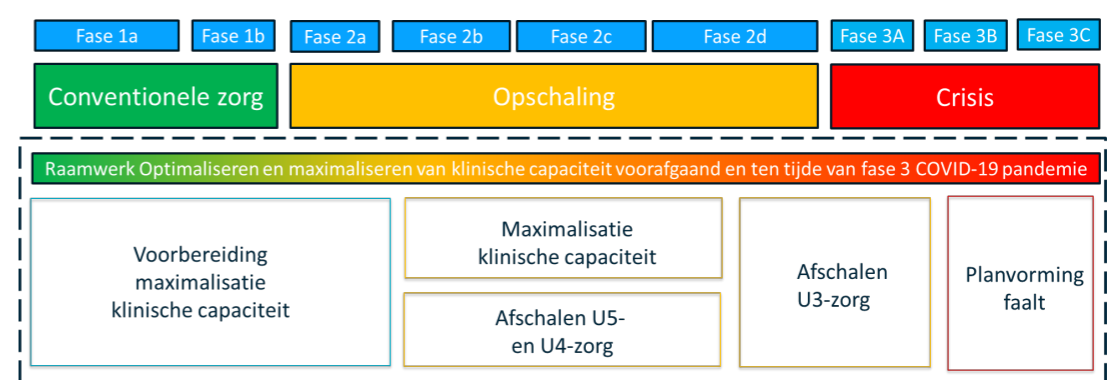 Fase 1a
Fase 1b
Fase 2a
Fase 2b
Fase 2c
Fase 2d
Fase 3A
Fase 3B
Fase 3C
Conventionele zorg
Opschaling
Crisis
Raamwerk Optimaliseren en maximaliseren van klinische capaciteit voorafgaand en ten tijde van fase 3 COVID-19 pandemie
Voorbereiding
maximalisatie
klinische capaciteit
Maximalisatie
klinische capaciteit
Afschalen U5-
en U4-zorg
Afschalen
U3-zorg
Planvorming
faalt